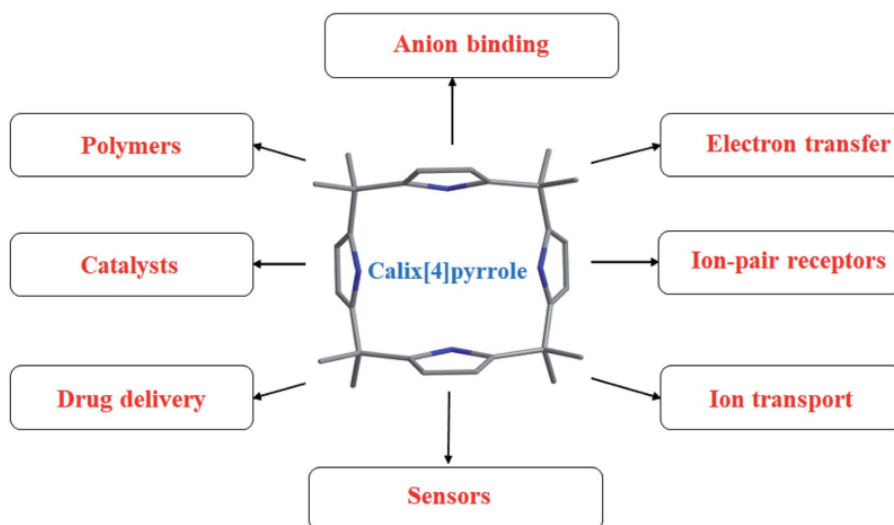 Anion binding
Polymers
Electron transfer
Catalysts
Calix[4]pyrrole
Ion-pair receptors
Drug delivery
Ion transport
Sensors